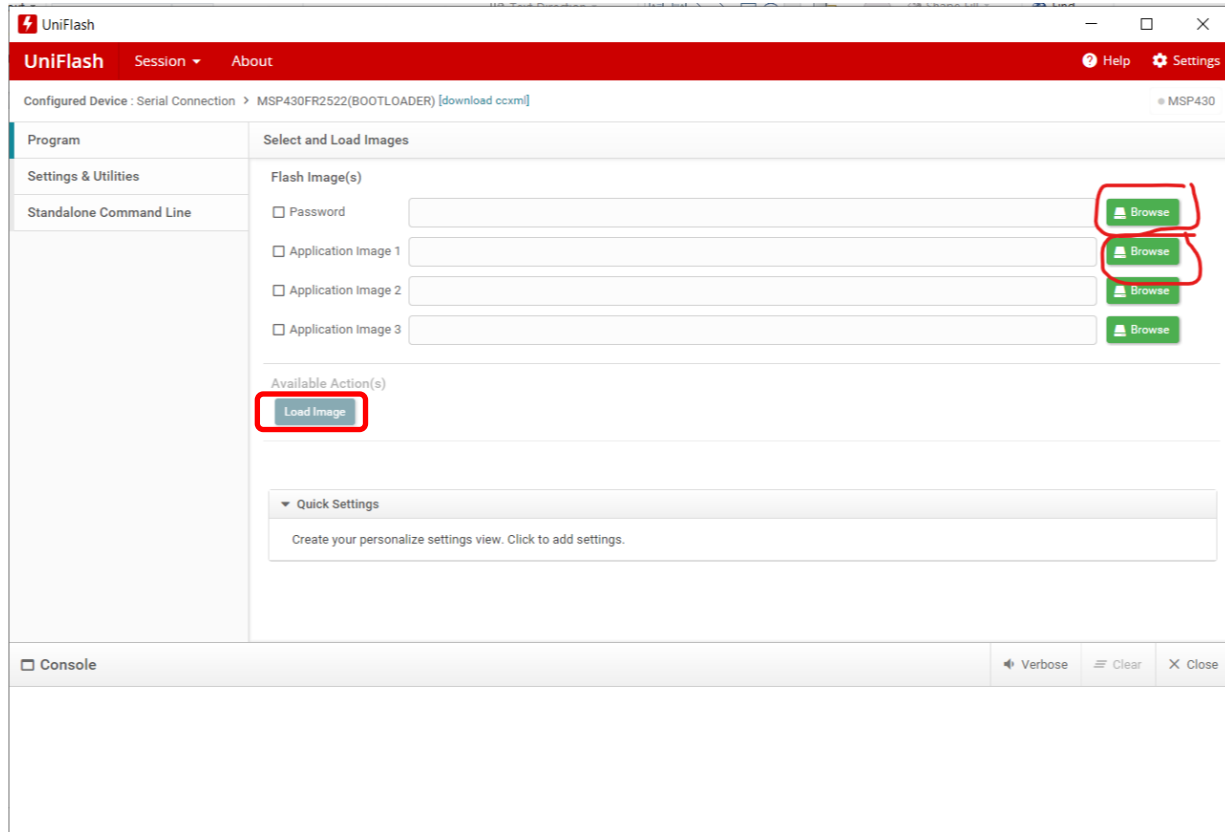 UniFlash
UniFlash Session About Help Settings
Configured Device : Serial Connection > MSP430FR2522(BOOTLOADER) [download ccxml] MSP430
Program
Select and Load Images
Settings & Utilities
Flash Image(s)
Standalone Command Line
Password Browse
Application Image 1 Browse
Application Image 2 Browse
Application Image 3 Browse
Available Action(s)
Load Image
Quick Settings
Create your personalize settings view. Click to add settings.
Console Verbose Clear Close